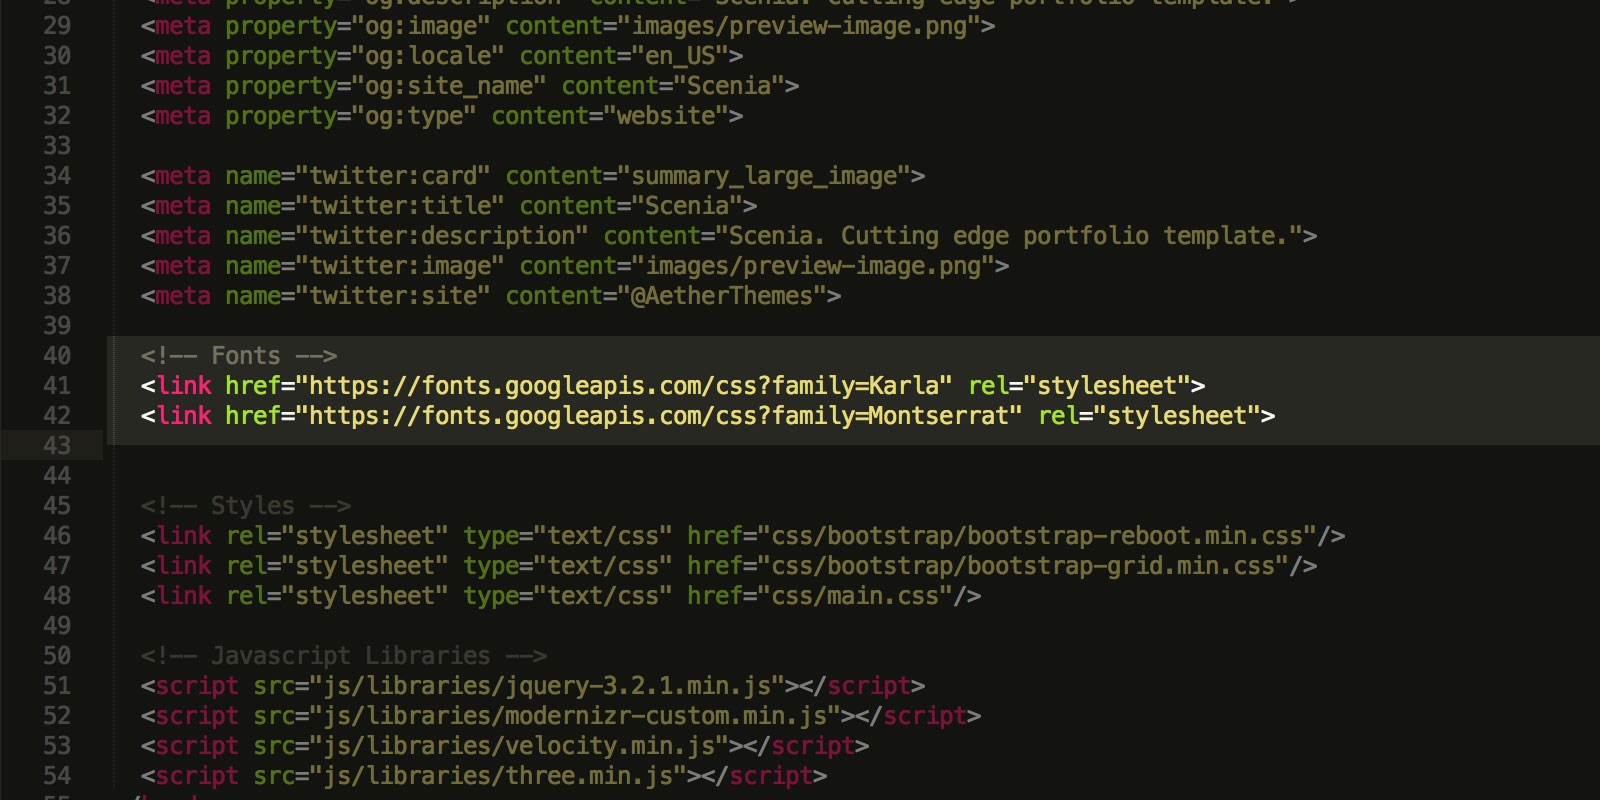 28 <meta property="og:description" content="Scenia. Cutting edge portfolio template.">
29 <meta property="og:image" content="images/preview-image.png">
30 <meta property="og:locale" content="en_US">
31 <meta property="og:site_name" content="Scenia">
32 <meta property="og:type" content="website">
33
34 <meta name="twitter:card" content="summary_large_image">
35 <meta name="twitter:title" content="Scenia">
36 <meta name="twitter:description" content="Scenia. Cutting edge portfolio template.">
37 <meta name="twitter:image" content="images/preview-image.png">
38 <meta name="twitter:site" content="@AetherThemes">
39
40 <!-- Fonts -->
41 <link href="https://fonts.googleapis.com/css?family=Karla" rel="stylesheet">
42 <link href="https://fonts.googleapis.com/css?family=Montserrat" rel="stylesheet">
43
44
45 <!-- Styles -->
46 <link rel="stylesheet" type="text/css" href="css/bootstrap/bootstrap-reboot.min.css"/>
47 <link rel="stylesheet" type="text/css" href="css/bootstrap/bootstrap-grid.min.css"/>
48 <link rel="stylesheet" type="text/css" href="css/main.css"/>
49
50 <!-- Javascript Libraries -->
51 <script src="js/libraries/jquery-3.2.1.min.js"></script>
52 <script src="js/libraries/modernizr-custom.min.js"></script>
53 <script src="js/libraries/velocity.min.js"></script>
54 <script src="js/libraries/three.min.js"></script>